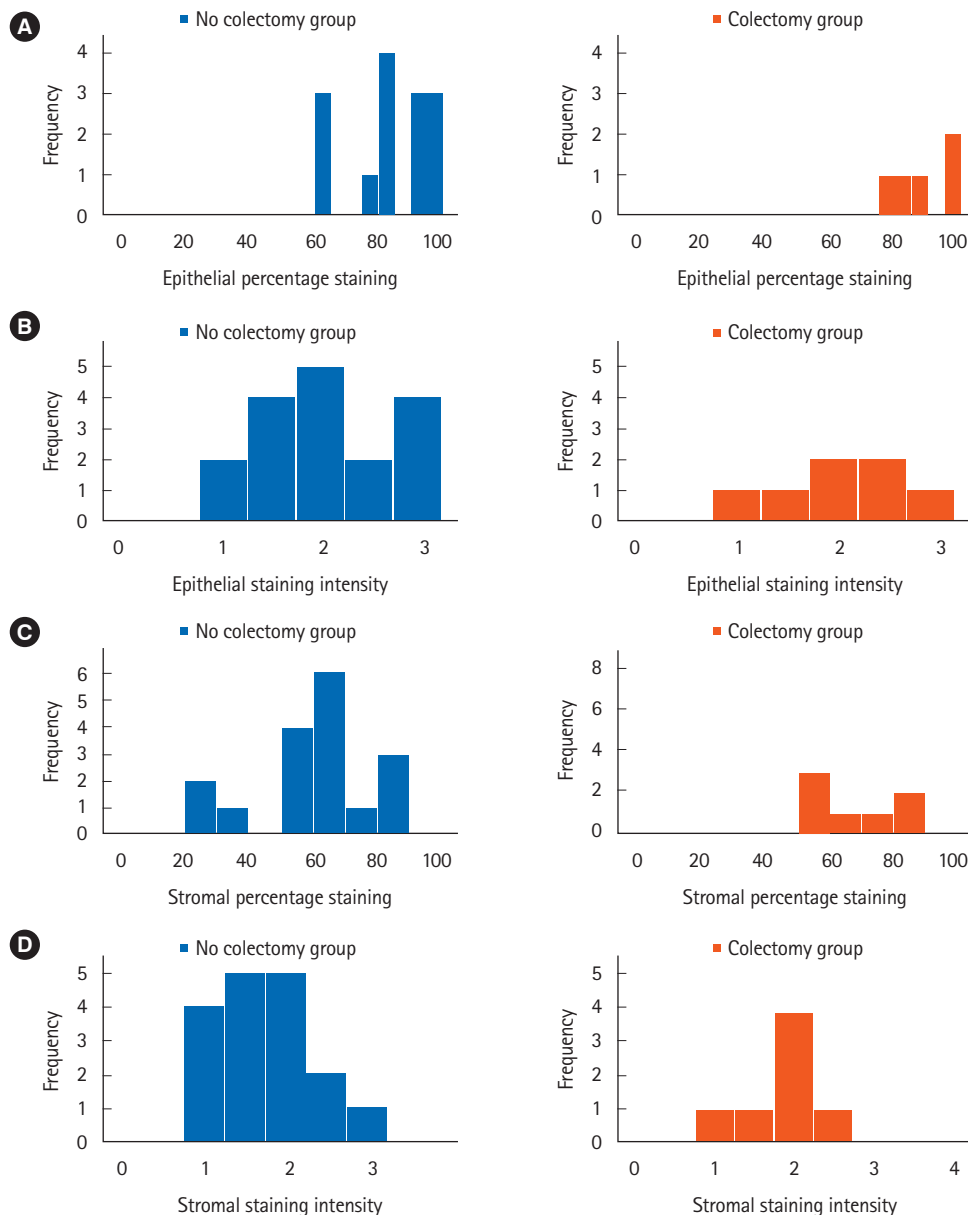 A
No colectomy group
Frequency
4
3
2
1
0
0 20 40 60 80 100
Epithelial percentage staining
Colectomy group
Frequency
4
3
2
1
0
0 20 40 60 80 100
Epithelial percentage staining
B
No colectomy group
Frequency
5
4
3
2
1
0
0 1 2 3
Epithelial staining intensity
Colectomy group
Frequency
5
4
3
2
1
0
0 1 2 3
Epithelial staining intensity
C
No colectomy group
Frequency
6
5
4
3
2
1
0
0 20 40 60 80 100
Stromal percentage staining
Colectomy group
Frequency
8
6
4
2
0
0 20 40 60 80 100
Stromal percentage staining
D
No colectomy group
Frequency
5
4
3
2
1
0
0 1 2 3
Stromal staining intensity
Colectomy group
Frequency
5
4
3
2
1
0
0 1 2 3 4
Stromal staining intensity